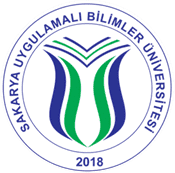 SAKARYA UYGULAMALI BİLİMLER ÜNİVERSİTESİ
2018